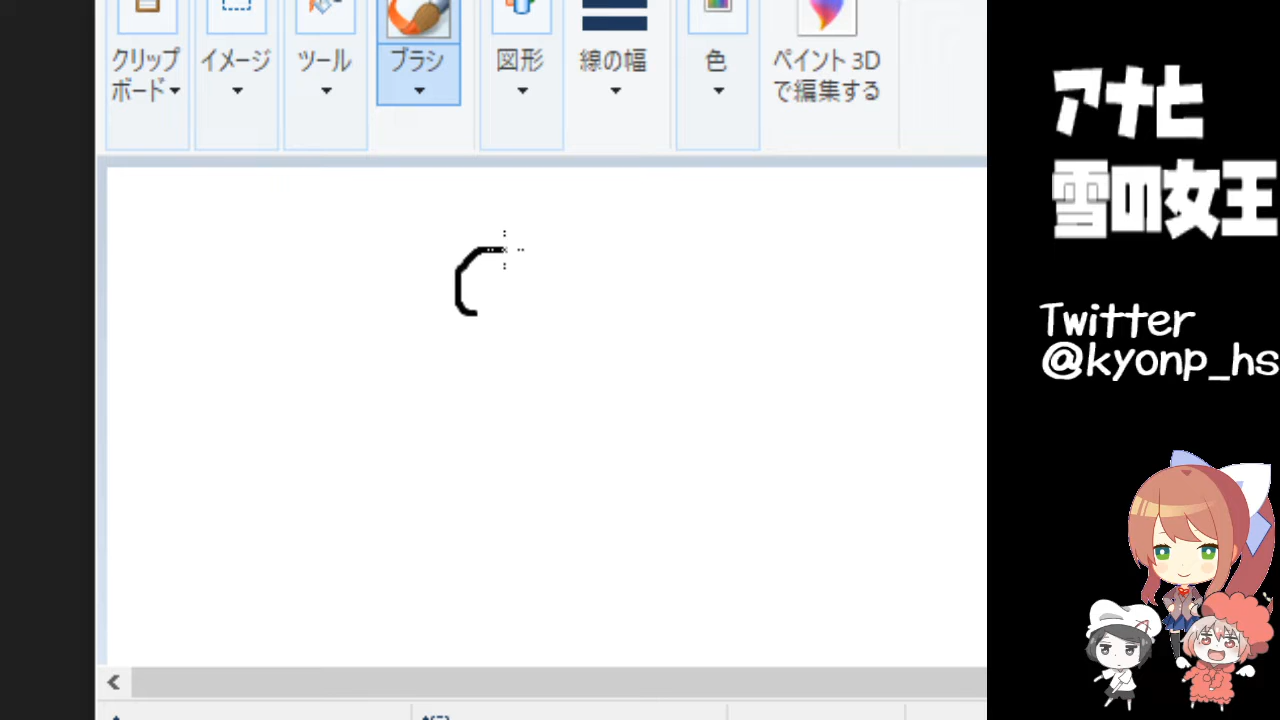 クリップ
ボード
イメージ
ツール
ブラシ
図形
線の幅
色
ペイント 3D
で編集する
アナと
雪の女王
Twitter
@kyonp_hs